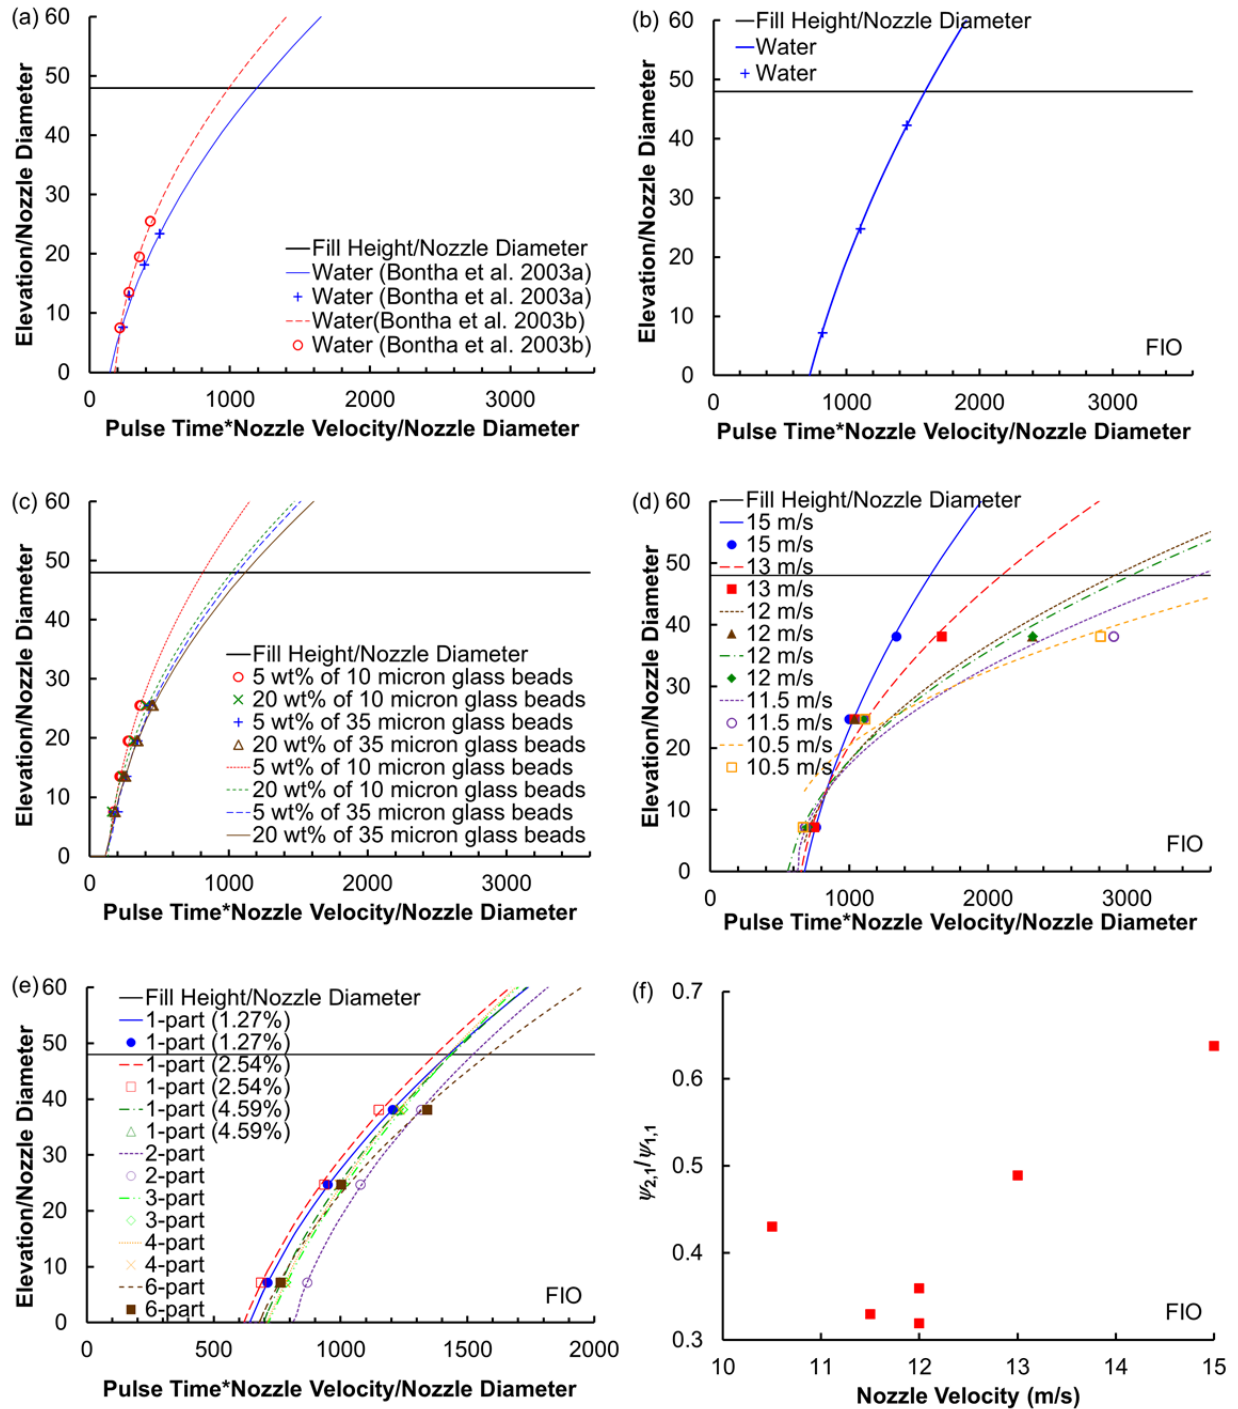 (a)
60
50
40
30
20
10
0
Elevation/Nozzle Diameter
Fill Height/Nozzle Diameter
Water (Bontha et al. 2003a)
Water (Bontha et al. 2003a)
Water(Bontha et al. 2003b)
Water (Bontha et al. 2003b)
0 1000 2000 3000
Pulse Time*Nozzle Velocity/Nozzle Diameter
(b)
60
50
40
30
20
10
0
Elevation/Nozzle Diameter
Fill Height/Nozzle Diameter
Water
Water
FIO
0 1000 2000 3000
Pulse Time*Nozzle Velocity/Nozzle Diameter
(c)
60
50
40
30
20
10
0
Elevation/Nozzle Diameter
Fill Height/Nozzle Diameter
5 wt% of 10 micron glass beads
20 wt% of 10 micron glass beads
5 wt% of 35 micron glass beads
20 wt% of 35 micron glass beads
5 wt% of 10 micron glass beads
20 wt% of 10 micron glass beads
5 wt% of 35 micron glass beads
20 wt% of 35 micron glass beads
0 1000 2000 3000
Pulse Time*Nozzle Velocity/Nozzle Diameter
(d)
60
50
40
30
20
10
0
Elevation/Nozzle Diameter
Fill Height/Nozzle Diameter
15 m/s
15 m/s
13 m/s
13 m/s
12 m/s
12 m/s
12 m/s
12 m/s
11.5 m/s
11.5 m/s
10.5 m/s
10.5 m/s
FIO
0 1000 2000 3000
Pulse Time*Nozzle Velocity/Nozzle Diameter
(e)
60
50
40
30
20
10
0
Elevation/Nozzle Diameter
Fill Height/Nozzle Diameter
1-part (1.27%)
1-part (1.27%)
1-part (2.54%)
1-part (2.54%)
1-part (4.59%)
1-part (4.59%)
2-part
2-part
3-part
3-part
4-part
4-part
6-part
6-part
FIO
0 500 1000 1500 2000
Pulse Time*Nozzle Velocity/Nozzle Diameter
(f)
0.7
0.6
0.5
0.4
0.3
ψ2,1/ψ1,1
FIO
10 11 12 13 14 15
Nozzle Velocity (m/s)